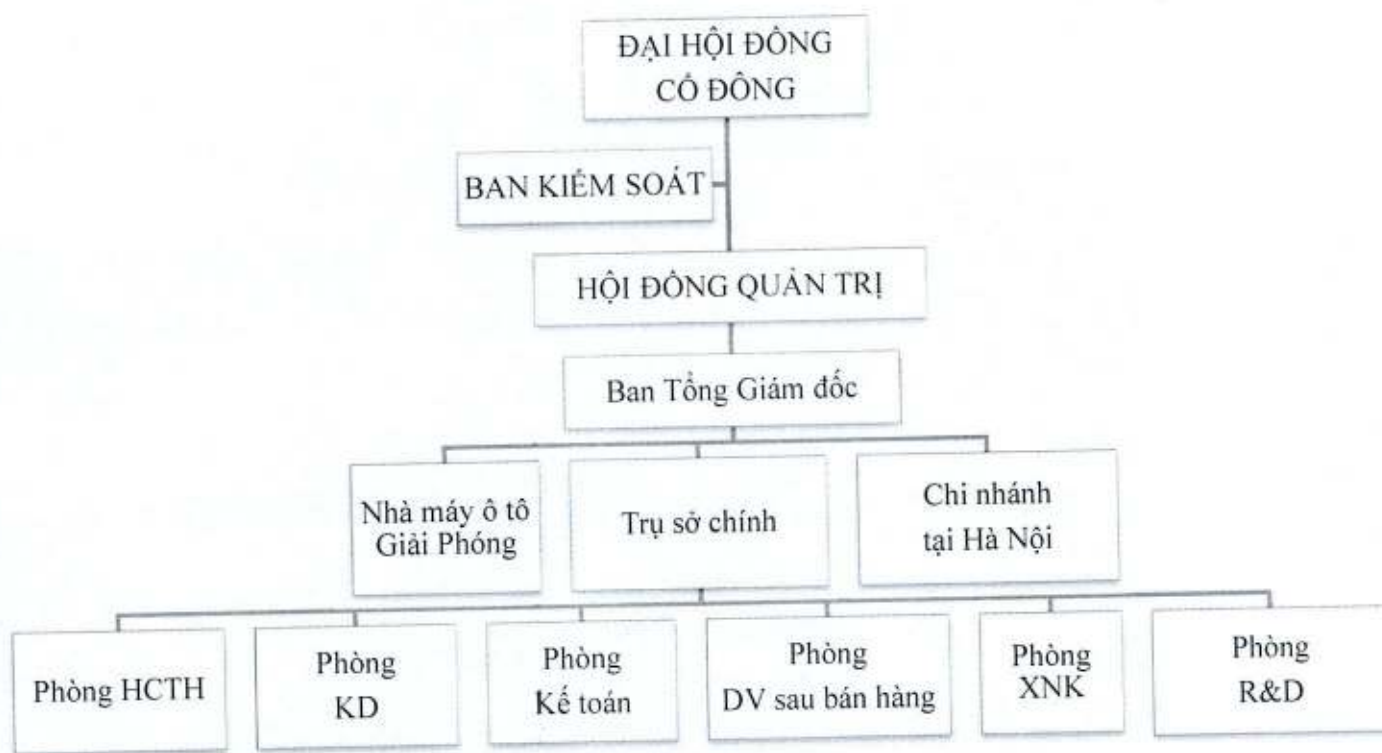 ĐẠI HỘI ĐỒNG
CỔ ĐÔNG
BAN KIỂM SOÁT
HỘI ĐỒNG QUẢN TRỊ
Ban Tổng Giám đốc
Nhà máy ô tô
Giải Phóng
Trụ sở chính
Chi nhánh
tại Hà Nội
Phòng HCTH
Phòng
KD
Phòng
Kế toán
Phòng
DV sau bán hàng
Phòng
XNK
Phòng
R&D